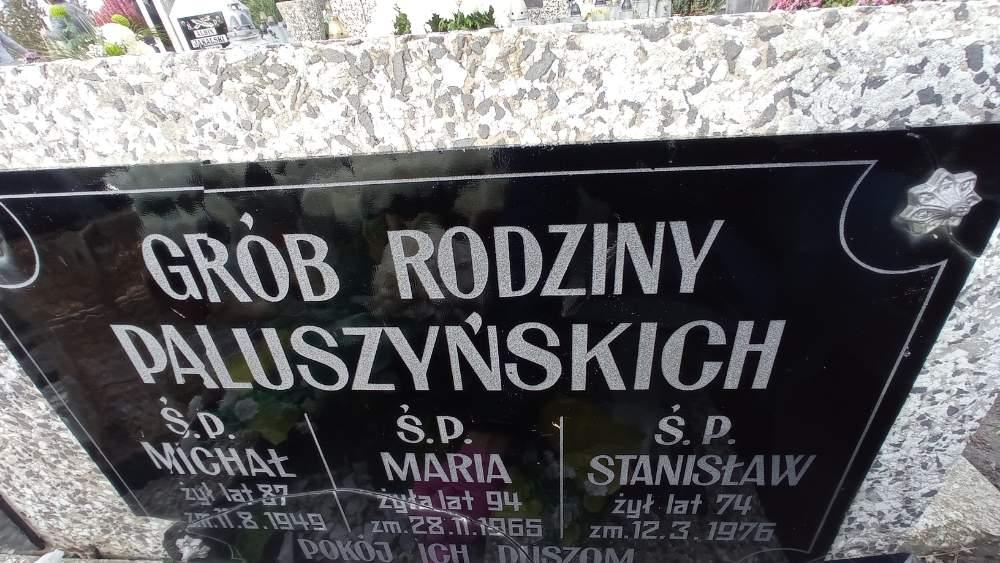 GRÓB RODZINY
PALUSZYŃSKICH
Ś.P. Ś.P. Ś.P.
MICHAŁ MARIA STANISŁAW
żył lat 87 żyła lat 94 żył lat 74
zm. 11.8.1949 zm. 28.11.1965 zm. 12.3.1976
POKÓJ ICH DUSZOM